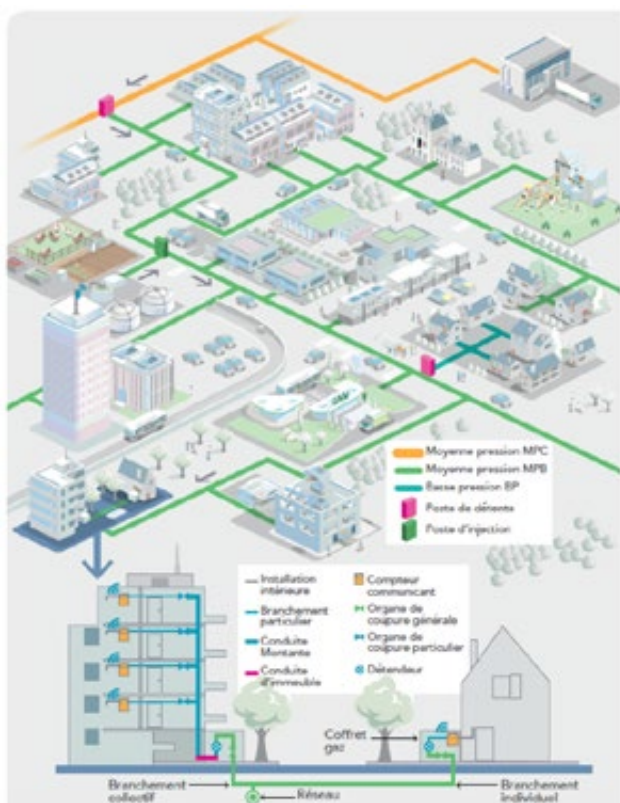 Moyenne pression MPC
Moyenne pression MPB
Basse pression BP
Poste de détente
Poste d'injection
Installation
intérieure
Branchement
particulier
Conduite
Montante
Conduite
d'immeuble
Compteur
communicant
Organe de
coupure générale
Organe de
coupure particulier
Détendeur
Coffret
gaz
Branchement
collectif
Réseau
Branchement
individuel